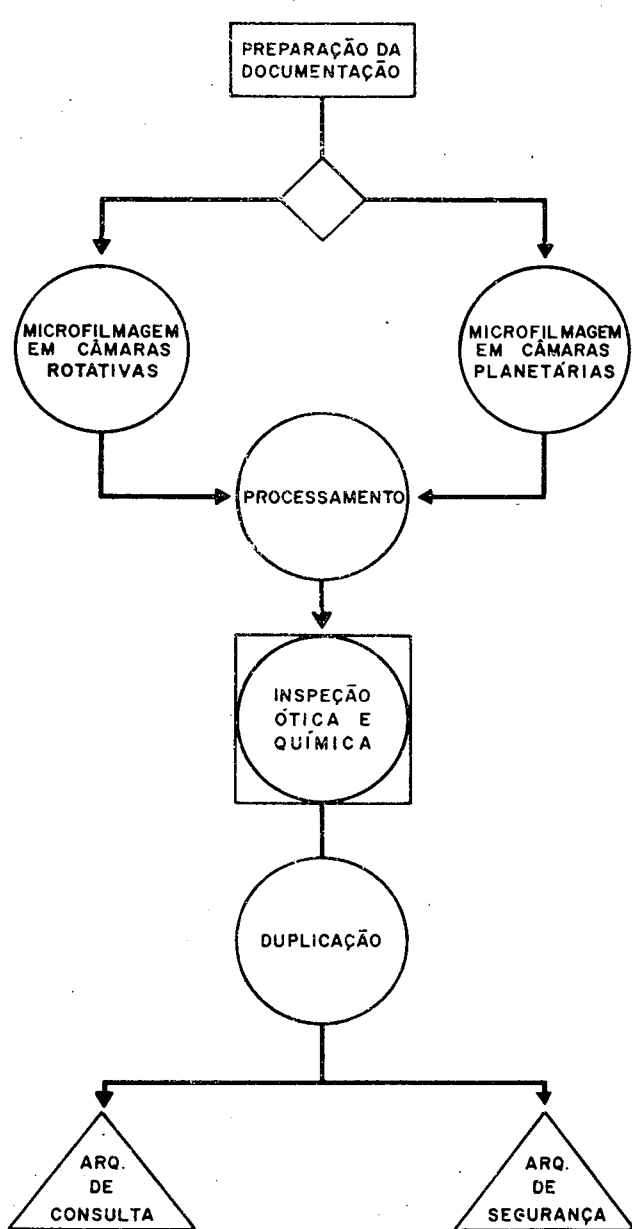 PREPARAÇÃO DA
DOCUMENTAÇÃO
MICROFILMAGEM
EM CÂMARAS
ROTATIVAS
MICROFILMAGEM
EM CÂMARAS
PLANETÁRIAS
PROCESSAMENTO
INSPEÇÃO
ÓTICA E
QUÍMICA
DUPLICAÇÃO
ARQ.
DE
CONSULTA
ARQ.
DE
SEGURANÇA